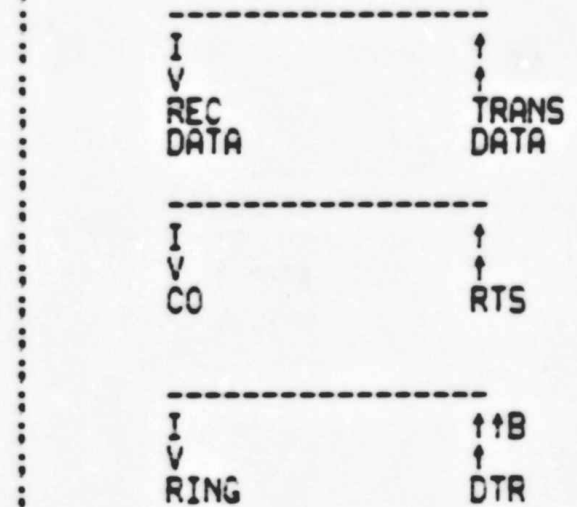 --------------------
I ↑
V ↑
REC TRANS
DATA DATA
--------------------
I ↑
V ↑
CO RTS
--------------------
I ↑↑B
V ↑
RING DTR